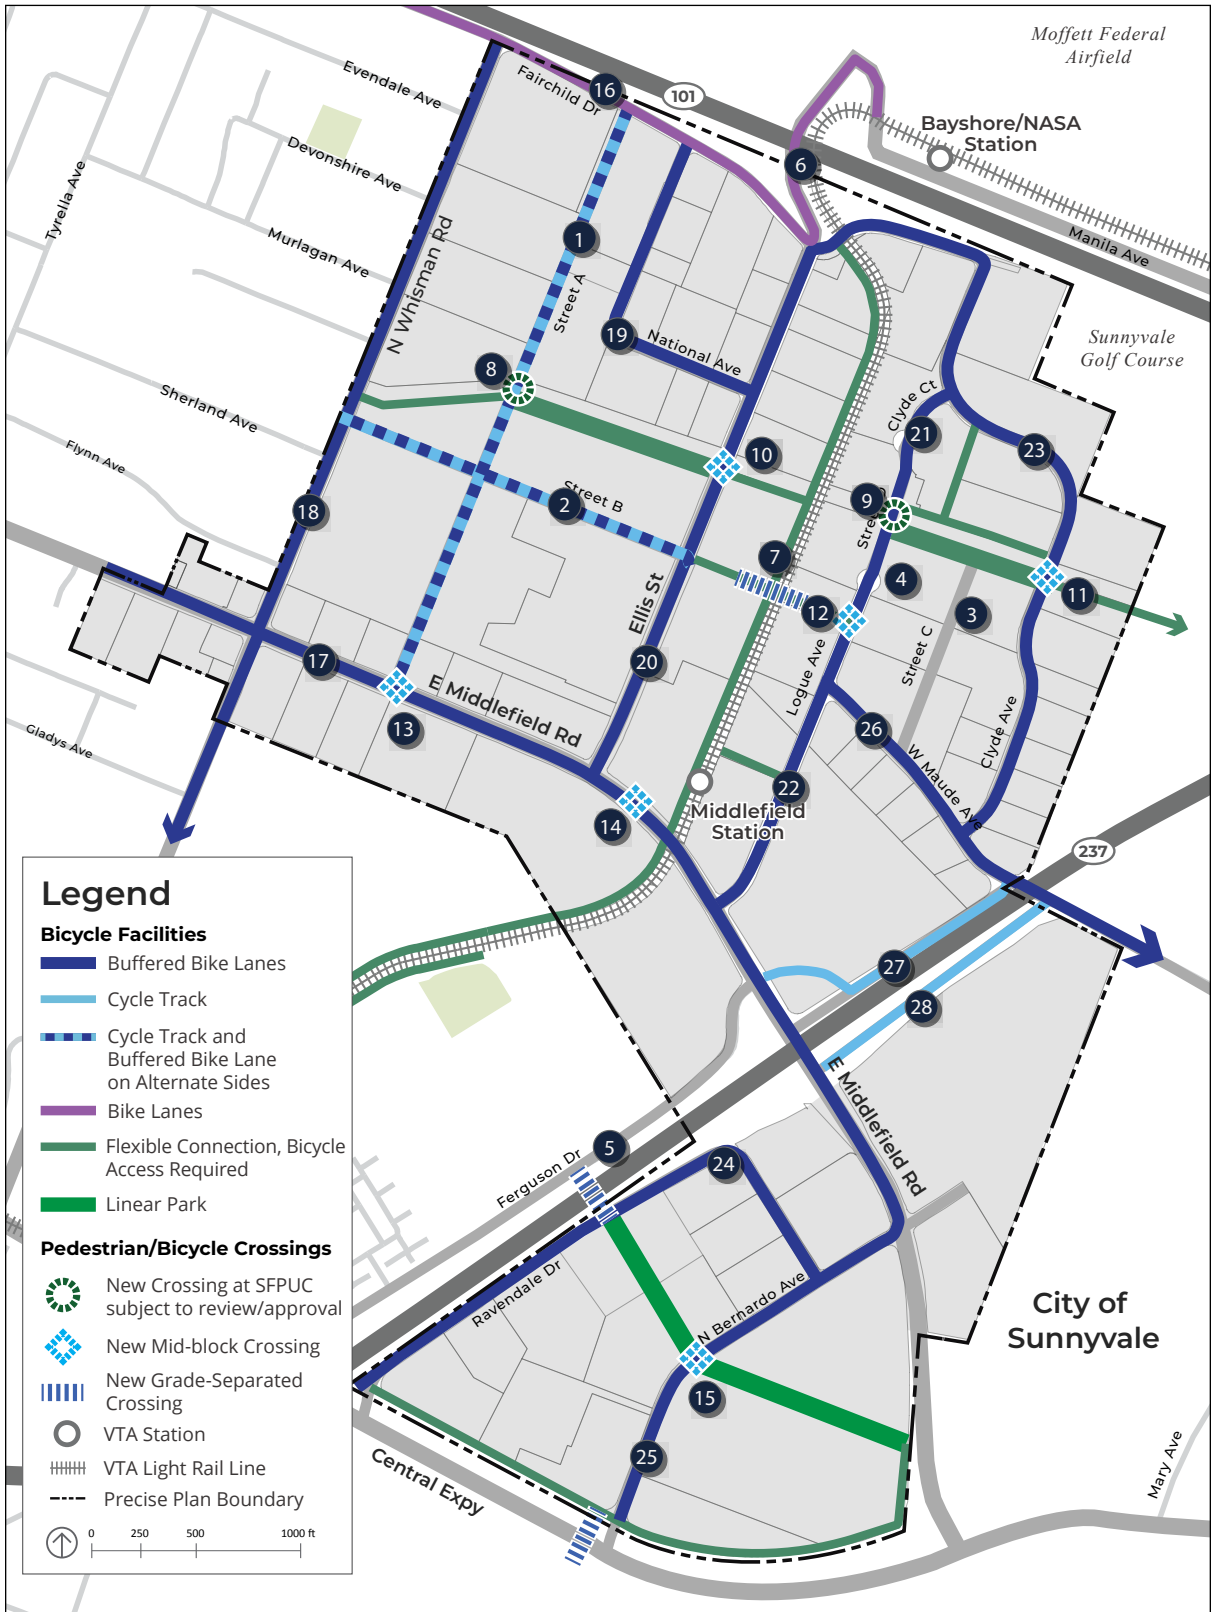 Moffett Federal
Airfield
Evendale Ave
Fairchild Dr
16
101
Bayshore/NASA
Station
6
Devonshire Ave
Tyrella Ave
Murlagan Ave
N Whisman Rd
1
Street A
Manila Ave
Sunnyvale
Golf Course
19
National Ave
8
Sherland Ave
Clyde Ct
21
23
Flynn Ave
10
18
Street B
2
9
Stre
7
4
11
12
3
Ellis St
Logue Ave
Street C
17
20
E Middlefield Rd
13
26
Clyde Ave
Gladys Ave
W Maude Ave
22
Middlefield
Station
14
237
27
28
E Middlefield Rd
5
Ferguson Dr
24
Ravendale Dr
N Bernardo Ave
15
25
City of
Sunnyvale
Central Expy
Mary Ave
Legend
Bicycle Facilities
Buffered Bike Lanes
Cycle Track
Cycle Track and
Buffered Bike Lane
on Alternate Sides
Bike Lanes
Flexible Connection, Bicycle
Access Required
Linear Park
Pedestrian/Bicycle Crossings
New Crossing at SFPUC
subject to review/approval
New Mid-block Crossing
New Grade-Separated
Crossing
VTA Station
VTA Light Rail Line
Precise Plan Boundary
0 250 500 1000 ft